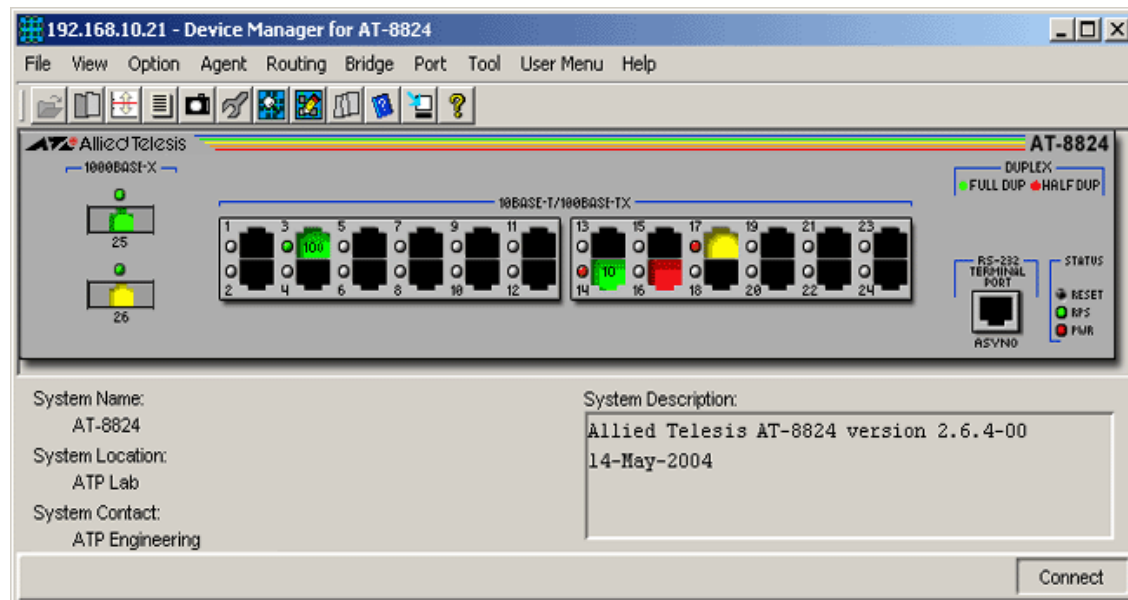 192.168.10.21 - Device Manager for AT-8824
File View Option Agent Routing Bridge Port Tool User Menu Help
Allied Telesis
AT-8824
1000BASE-X
DUPLEX
FULL DUP HALF DUP
10BASE-T/100BASE-TX
25
1 3 5 7 9 11 13 15 17 19 21 23
100
10
2 4 6 8 10 12 14 16 18 20 22 24
26
RS-232
TERMINAL
PORT
ASYN0
STATUS
RESET
RPS
PWR
System Name:
AT-8824
System Location:
ATP Lab
System Contact:
ATP Engineering
System Description:
Allied Telesis AT-8824 version 2.6.4-00
14-May-2004
Connect